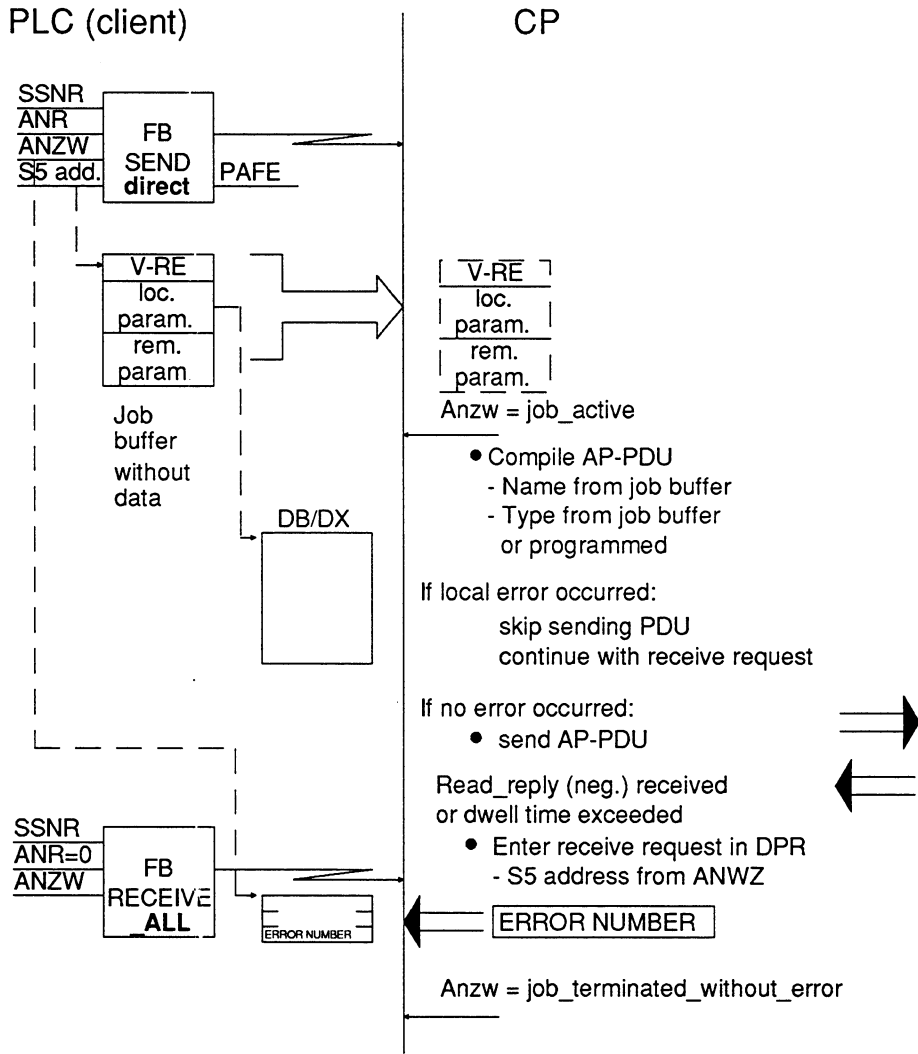 PLC (client)
CP
SSNR
ANR
ANZW
S5 add.
FB
SEND
direct
PAFE
V-RE
loc.
param.
rem.
param
Job
buffer
without
data
DB/DX
V-RE
loc.
param.
rem.
param.
Anzw = job_active
● Compile AP-PDU
- Name from job buffer
- Type from job buffer
or programmed
If local error occurred:
skip sending PDU
continue with receive request
If no error occurred:
● send AP-PDU
Read_reply (neg.) received
or dwell time exceeded
● Enter receive request in DPR
- S5 address from ANWZ
SSNR
ANR=0
ANZW
FB
RECEIVE
_ALL
ERROR NUMBER
ERROR NUMBER
Anzw = job_terminated_without_error